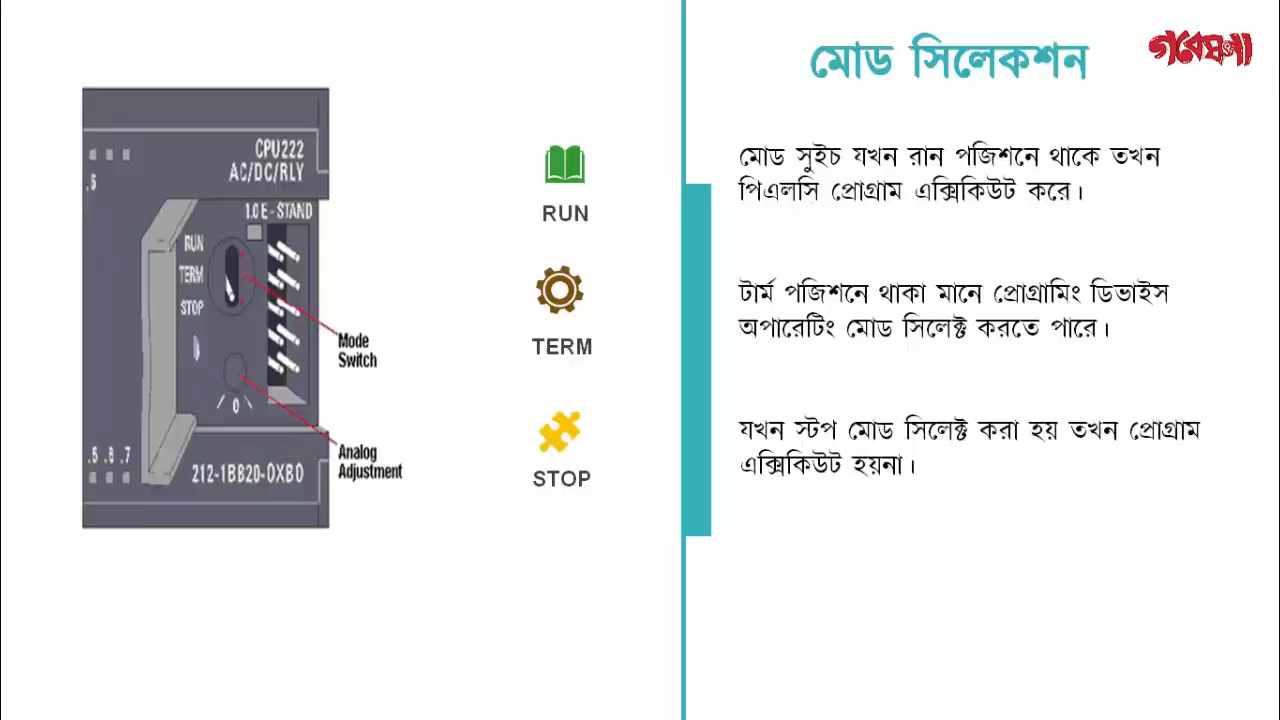 মোড সিলেকশন
গবেষণা
CPU222
AC/DC/RLY
.5
1.0 E - STAND
RUN
TERM
STOP
Mode
Switch
0
Analog
Adjustment
.5 .6 .7
212-1BB20-0XB0
RUN
TERM
STOP
মোড সুইচ যখন রান পজিশনে থাকে তখন
পিএলসি প্রোগ্রাম এক্সিকিউট করে।
টার্ম পজিশনে থাকা মানে প্রোগ্রামিং ডিভাইস
অপারেটিং মোড সিলেক্ট করতে পারে।
যখন স্টপ মোড সিলেক্ট করা হয় তখন প্রোগ্রাম
এক্সিকিউট হয়না।